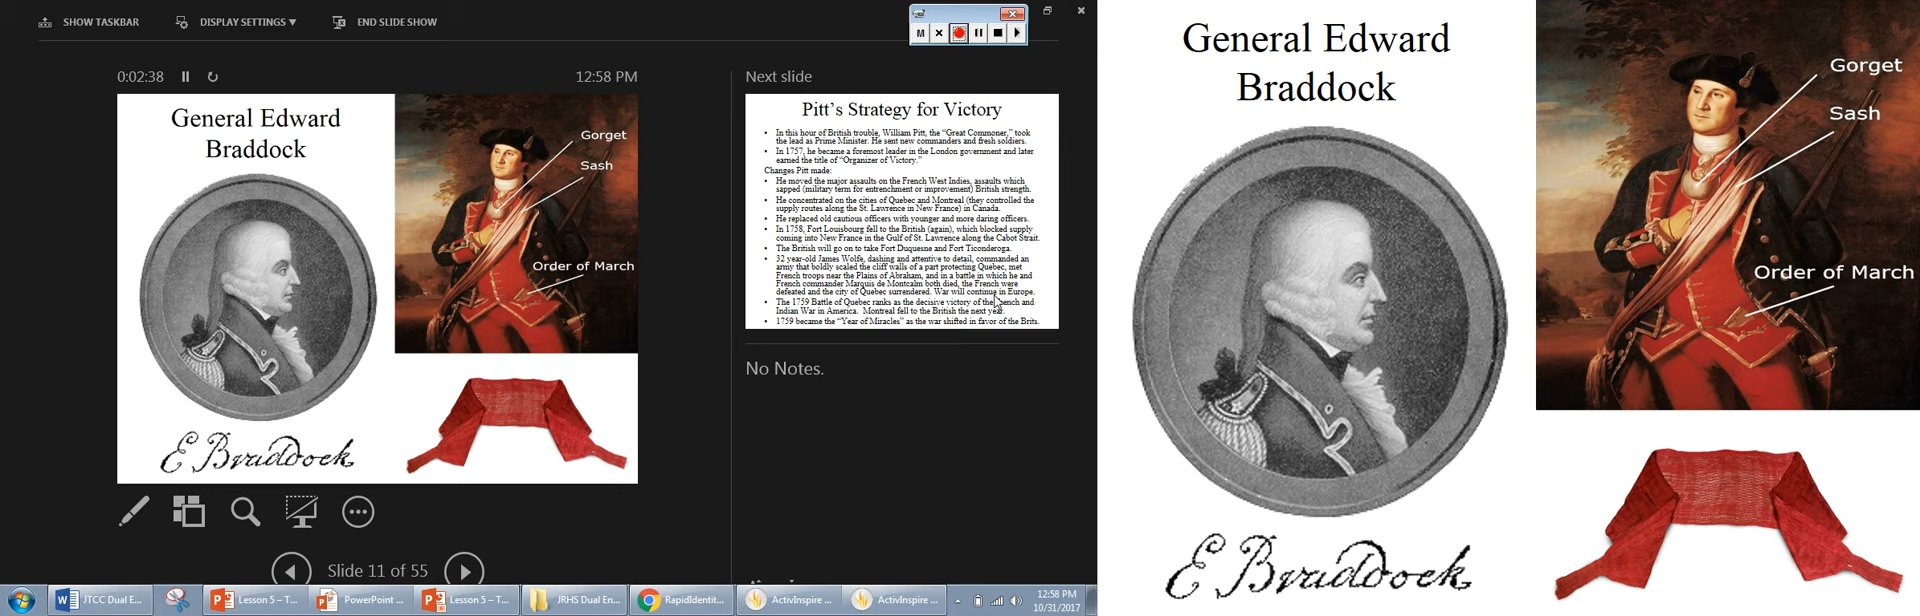 SHOW TASKBAR
DISPLAY SETTINGS
END SLIDE SHOW
M
0:02:38
12:58 PM
General Edward
Braddock
Gorget
Sash
Order of March
E Braddock
Slide 11 of 55
Next slide
Pitt's Strategy for Victory
• In this hour of British trouble, William Pitt, the "Great Commoner," took
the lead as Prime Minister. He sent new commanders and fresh soldiers.
• In 1757, he became a foremost leader in the London government and later
earned the title of "Organizer of Victory."
Changes Pitt made:
• He moved the major assaults on the French West Indies, assaults which
sapped (military term for entrenchment or improvement) British strength.
• He concentrated on the cities of Quebec and Montreal (they controlled the
supply routes along the St. Lawrence in New France) in Canada.
• He replaced old cautious officers with younger and more daring officers.
• In 1758, Fort Louisbourg fell to the British (again), which blocked supply
coming into New France in the Gulf of St. Lawrence along the Cabot Strait.
• The British will go on to take Fort Duquesne and Fort Ticonderoga.
• 32 year-old James Wolfe, dashing and attentive to detail, commanded an
army that boldly scaled the cliff walls of a part protecting Quebec, met
French troops near the Plains of Abraham, and in a battle in which he and
French commander Marquis de Montcalm both died, the French were
defeated and the city of Quebec surrendered. War will continue in Europe.
• The 1759 Battle of Quebec ranks as the decisive victory of the French and
Indian War in America. Montreal fell to the British the next year.
• 1759 became the "Year of Miracles" as the war shifted in favor of the Brits.
No Notes.
General Edward
Braddock
Gorget
Sash
Order of March
E Braddock
JTCC Dual E...
Lesson 5 – T...
PowerPoint ...
Lesson 5 – T...
JRHS Dual En...
RapidIdentit...
ActivInspire ...
ActivInspire ...
12:58 PM
10/31/2017